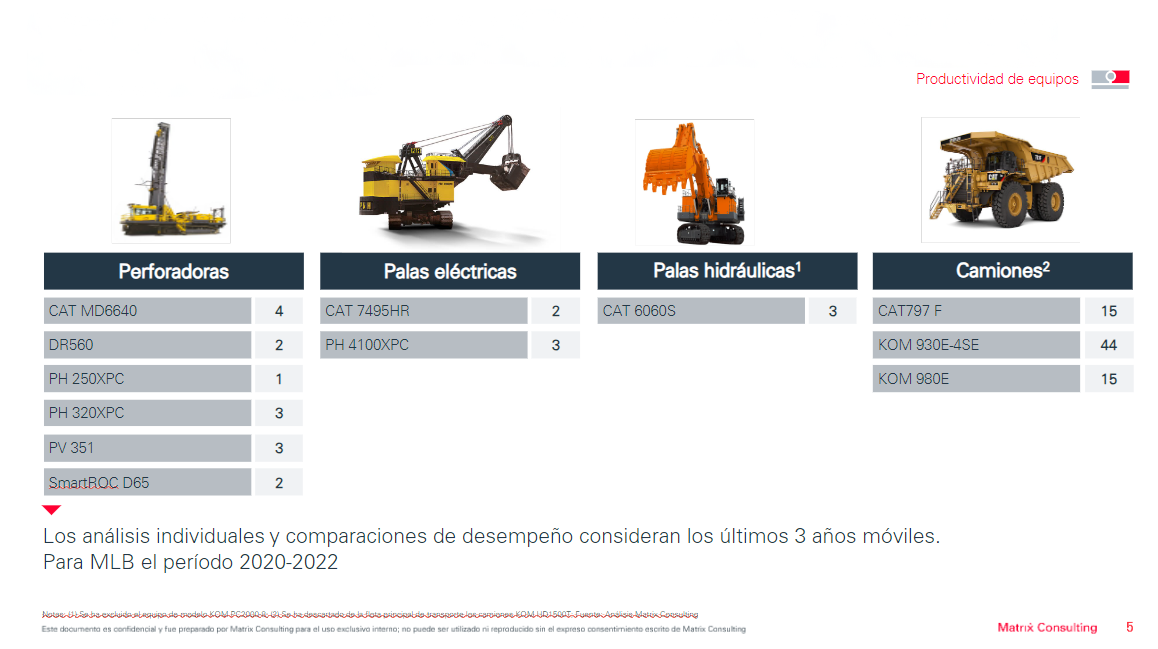 Productividad de equipos
Perforadoras
CAT MD6640 4
DR560 2
PH 250XPC 1
PH 320XPC 3
PV 351 3
SmartROC D65 2
Palas eléctricas
CAT 7495HR 2
PH 4100XPC 3
Palas hidráulicas¹
CAT 6060S 3
Camiones²
CAT797 F 15
KOM 930E-4SE 44
KOM 980E 15
Los análisis individuales y comparaciones de desempeño consideran los últimos 3 años móviles.
Para MLB el período 2020-2022
Notas: (1) Se ha excluido el equipo de modelo KOM PC2000-8; (2) Se ha descartado de la flota principal de transporte los camiones KOM HD1500T; Fuente: Análisis Matrix Consulting
Este documento es confidencial y fue preparado por Matrix Consulting para el uso exclusivo interno; no puede ser utilizado ni reproducido sin el expreso consentimiento escrito de Matrix Consulting
Matrix Consulting 5